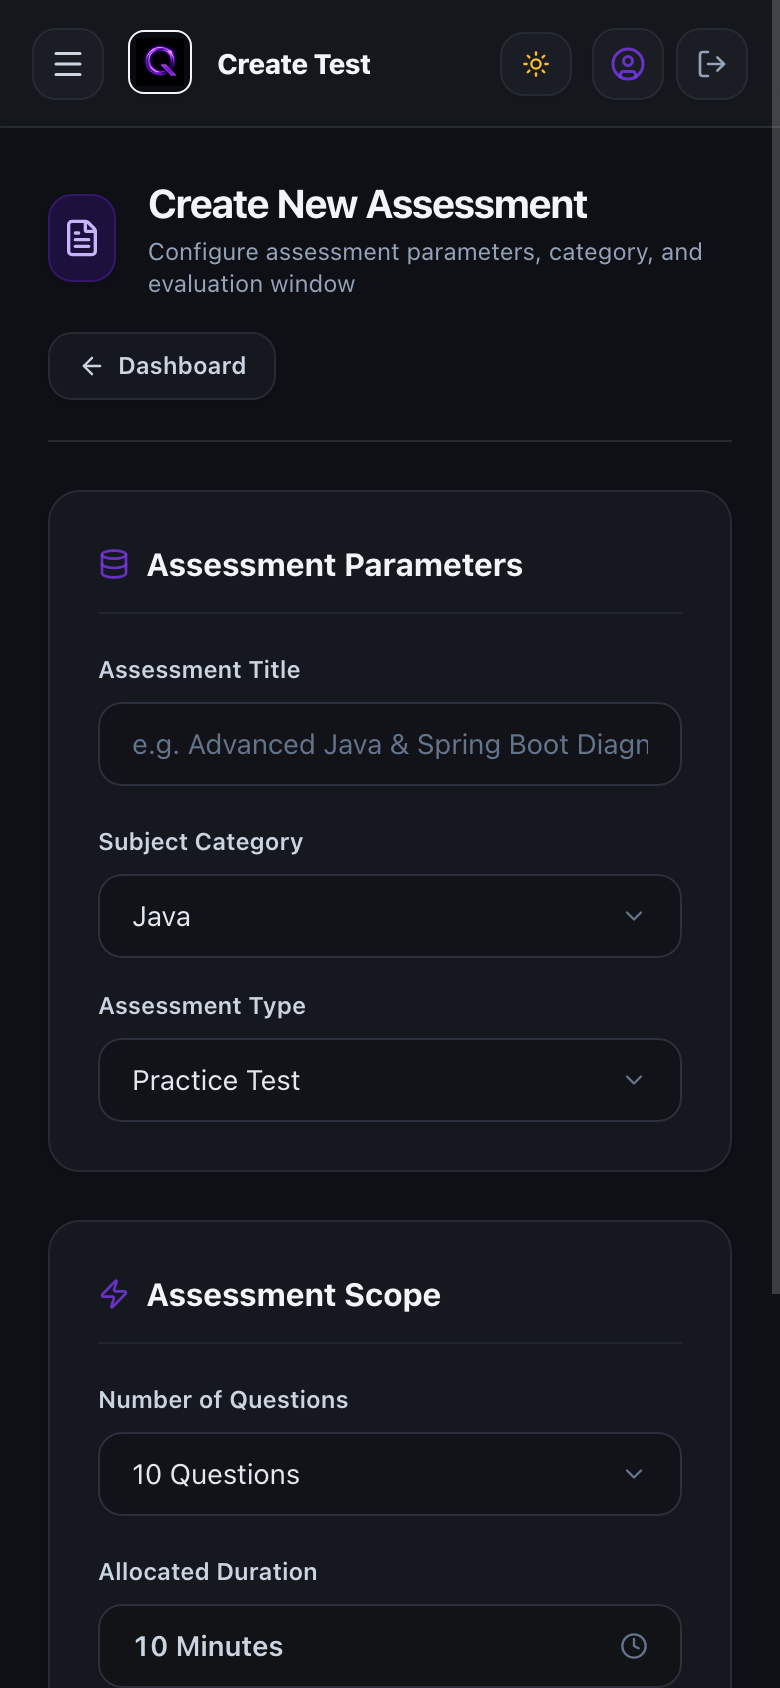 Create Test
Create New Assessment
Configure assessment parameters, category, and
evaluation window
Dashboard
Assessment Parameters
Assessment Title
e.g. Advanced Java & Spring Boot Diagn
Subject Category
Java
Assessment Type
Practice Test
Assessment Scope
Number of Questions
10 Questions
Allocated Duration
10 Minutes